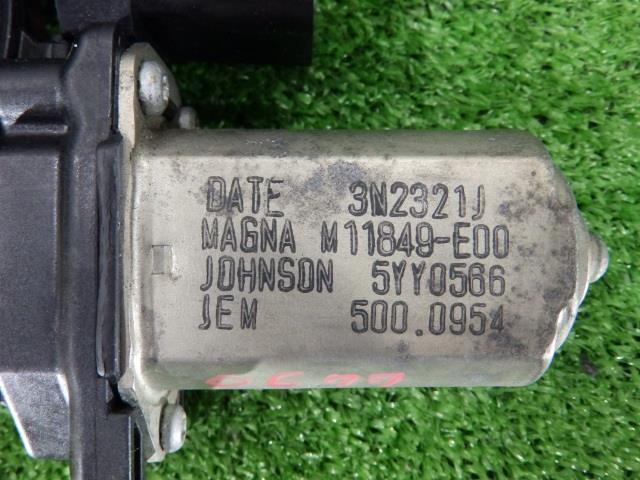 DATE 3N2321J
MAGNA M11849-E00
JOHNSON 5YY0566
JEM 500.0954